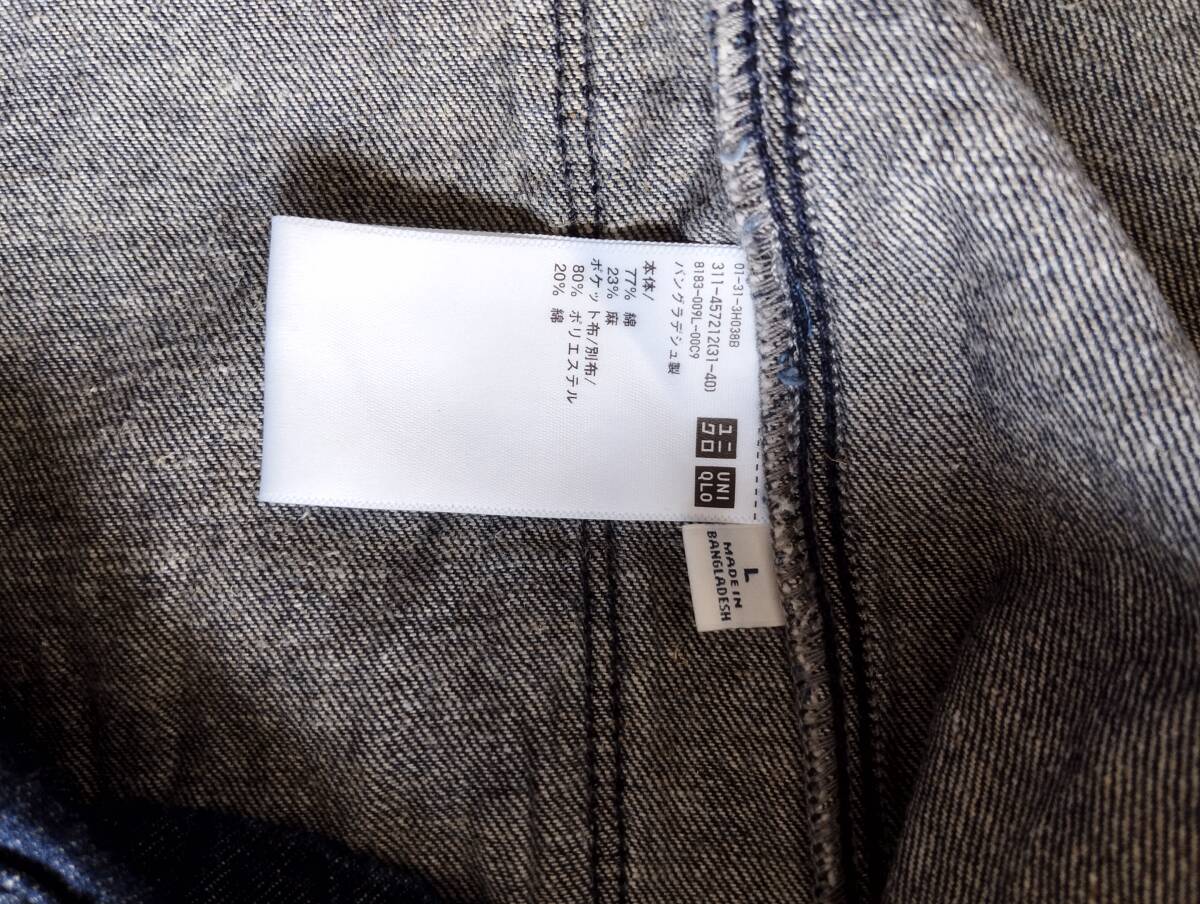 01-31-3H038B
311-457212(31-40)
8183-009L-00C9
バングラデシュ製
本体/
77% 綿
23% 麻
ポケット布/別布/
80% ポリエステル
20% 綿
ユニ
クロ
UNI
QLO
L
MADE IN
BANGLADESH